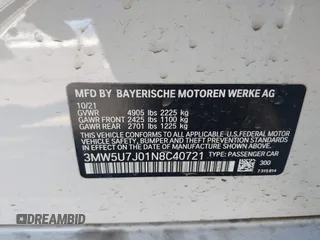 MFD BY BAYERISCHE MOTOREN WERKE AG
10/21
GVWR 4905 lbs 2225 kg
GAWR FRONT 2425 lbs 1100 kg
GAWR REAR 2701 lbs 1225 kg
THIS VEHICLE CONFORMS TO ALL APPLICABLE
FEDERAL MOTOR VEHICLE SAFETY, BUMPER,
AND THEFT PREVENTION STANDARDS IN EFFECT ON
THE DATE OF MANUFACTURE SHOWN ABOVE.
3MW5U7J01N8C40721 TYPE: PASSENGER CAR
300
CARDOMIND.COM